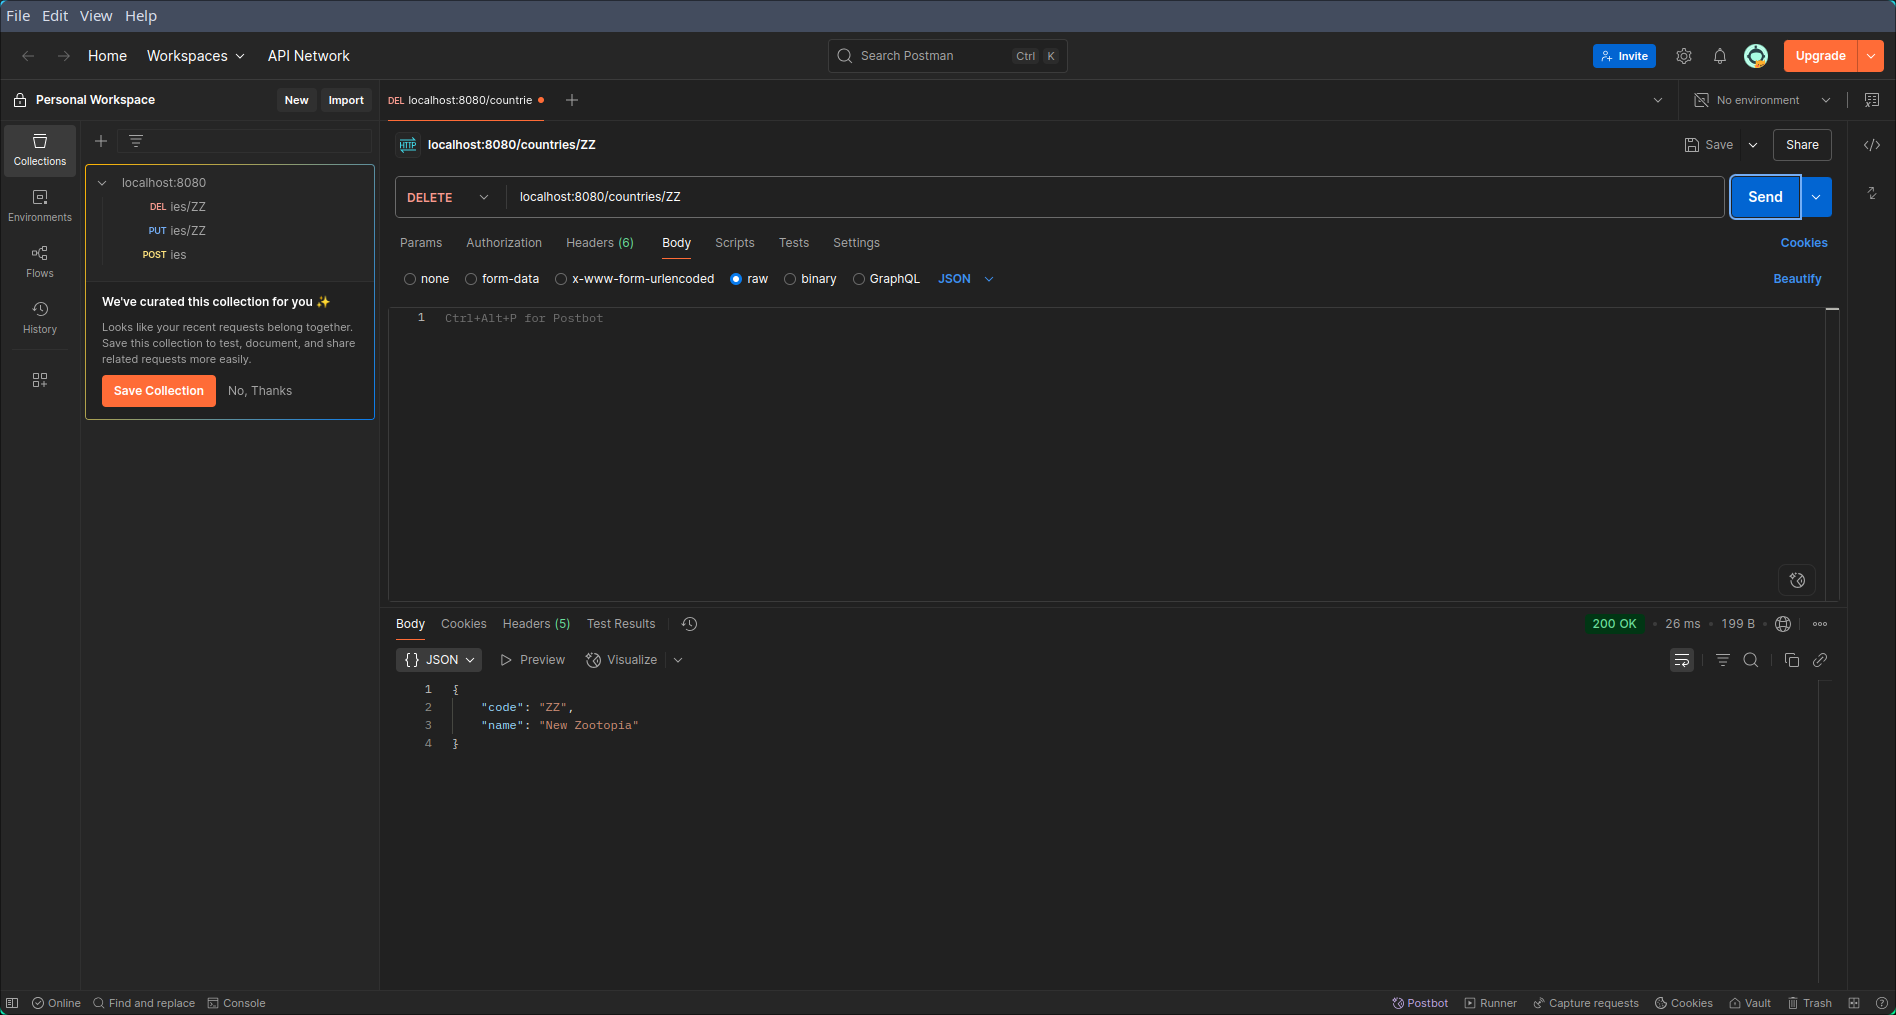 File Edit View Help
Home Workspaces API Network Search Postman Ctrl K Invite Upgrade
Personal Workspace New Import DEL localhost:8080/countrie No environment
HTTP localhost:8080/countries/ZZ Save Share
Collections
Environments
Flows
History
localhost:8080
DEL ies/ZZ
PUT ies/ZZ
POST ies
We've curated this collection for you ✨
Looks like your recent requests belong together.
Save this collection to test, document, and share
related requests more easily.
Save Collection No, Thanks
DELETE localhost:8080/countries/ZZ Send
Params Authorization Headers (6) Body Scripts Tests Settings Cookies
none form-data x-www-form-urlencoded raw binary GraphQL JSON Beautify
1 Ctrl+Alt+P for Postbot
Body Cookies Headers (5) Test Results 200 OK • 26 ms • 199 B
{} JSON Preview Visualize
1 {
2 "code": "ZZ",
3 "name": "New Zootopia"
4 }
Online Find and replace Console Postbot Runner Capture requests Cookies Vault Trash